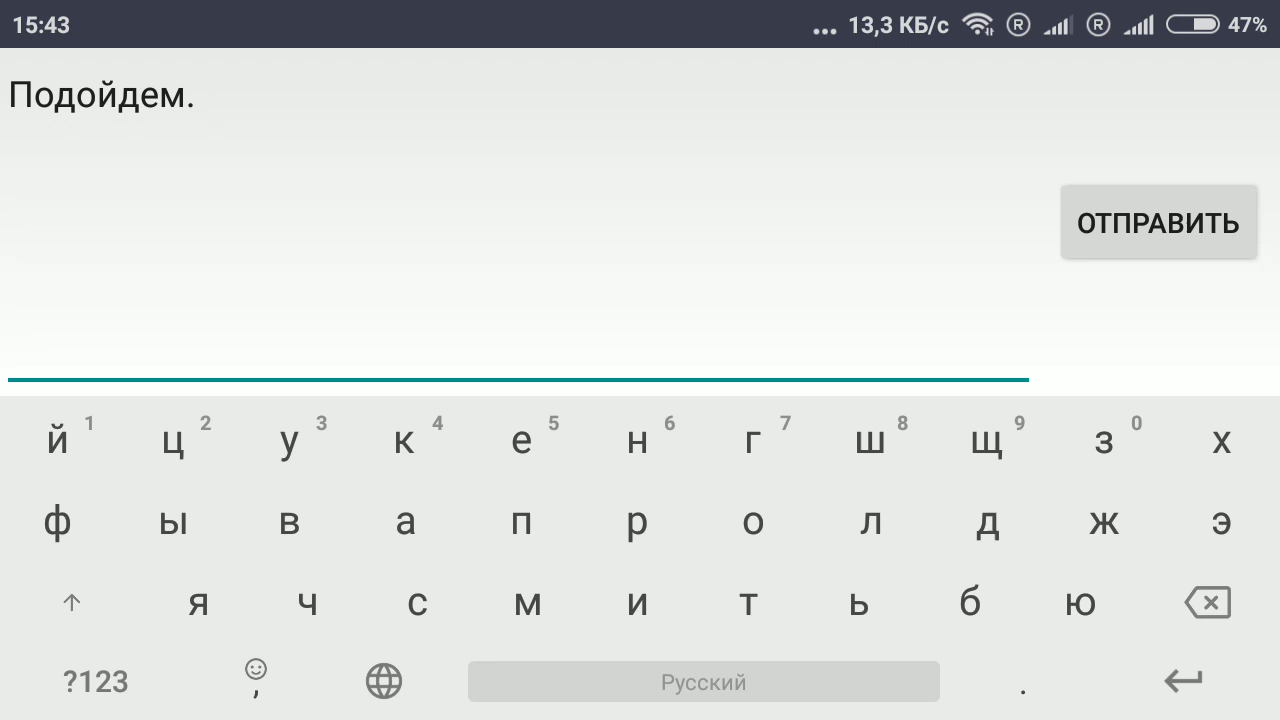 15:43 ... 13,3 КБ/с R R 47%
Подойдем.
ОТПРАВИТЬ
й 1 ц 2 у 3 к 4 е 5 н 6 г 7 ш 8 щ 9 з 0 х
ф ы в а п р о л д ж э
я ч с м и т ь б ю
?123 , Русский .